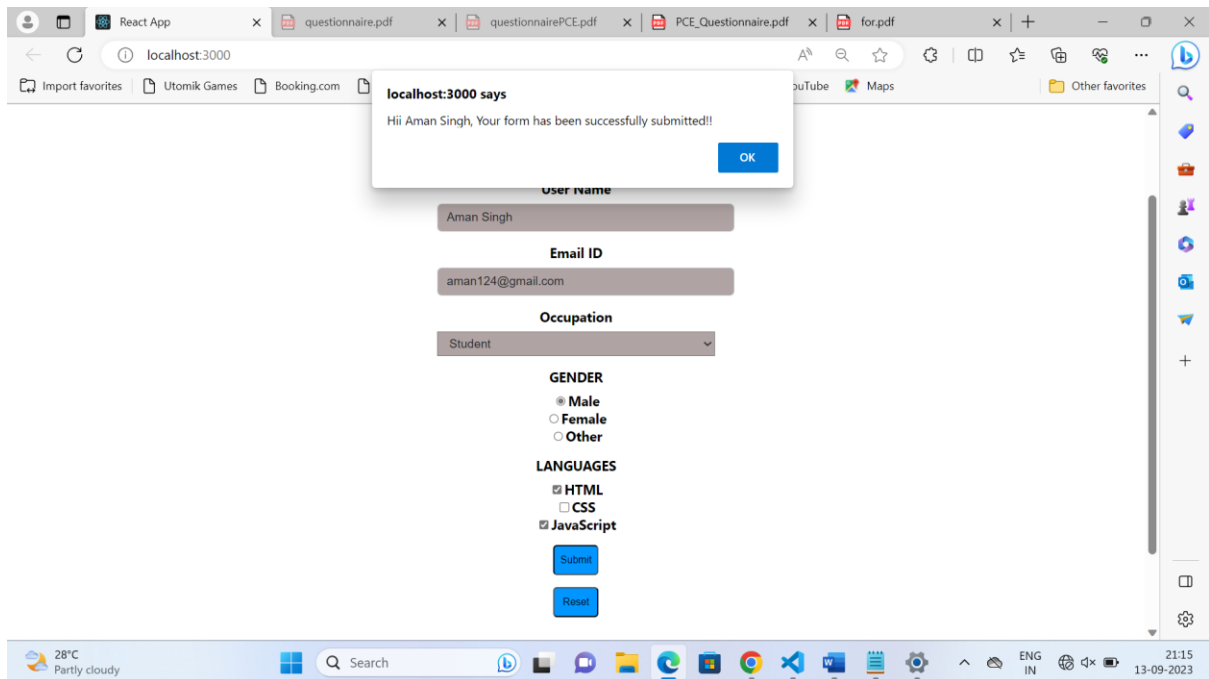 React App
questionnaire.pdf
questionnairePCE.pdf
PCE_Questionnaire.pdf
for.pdf
localhost:3000
Import favorites
Utomik Games
Booking.com
Maps
Other favorites
localhost:3000 says
Hii Aman Singh, Your form has been successfully submitted!!
OK
User Name
Aman Singh
Email ID
aman124@gmail.com
Occupation
Student
GENDER
Male
Female
Other
LANGUAGES
HTML
CSS
JavaScript
Submit
Reset
28°C
Partly cloudy
Search
ENG
IN
21:15
13-09-2023